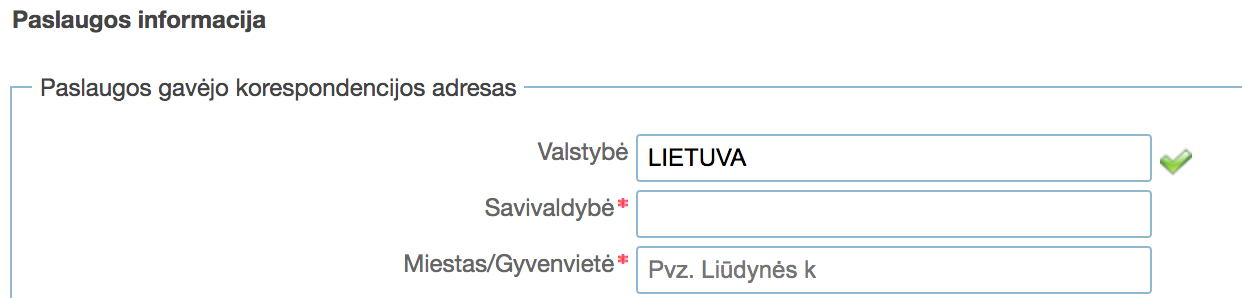 Paslaugos informacija
Paslaugos gavėjo korespondencijos adresas
Valstybė LIETUVA
Savivaldybė*
Miestas/Gyvenvietė* Pvz. Liūdynės k